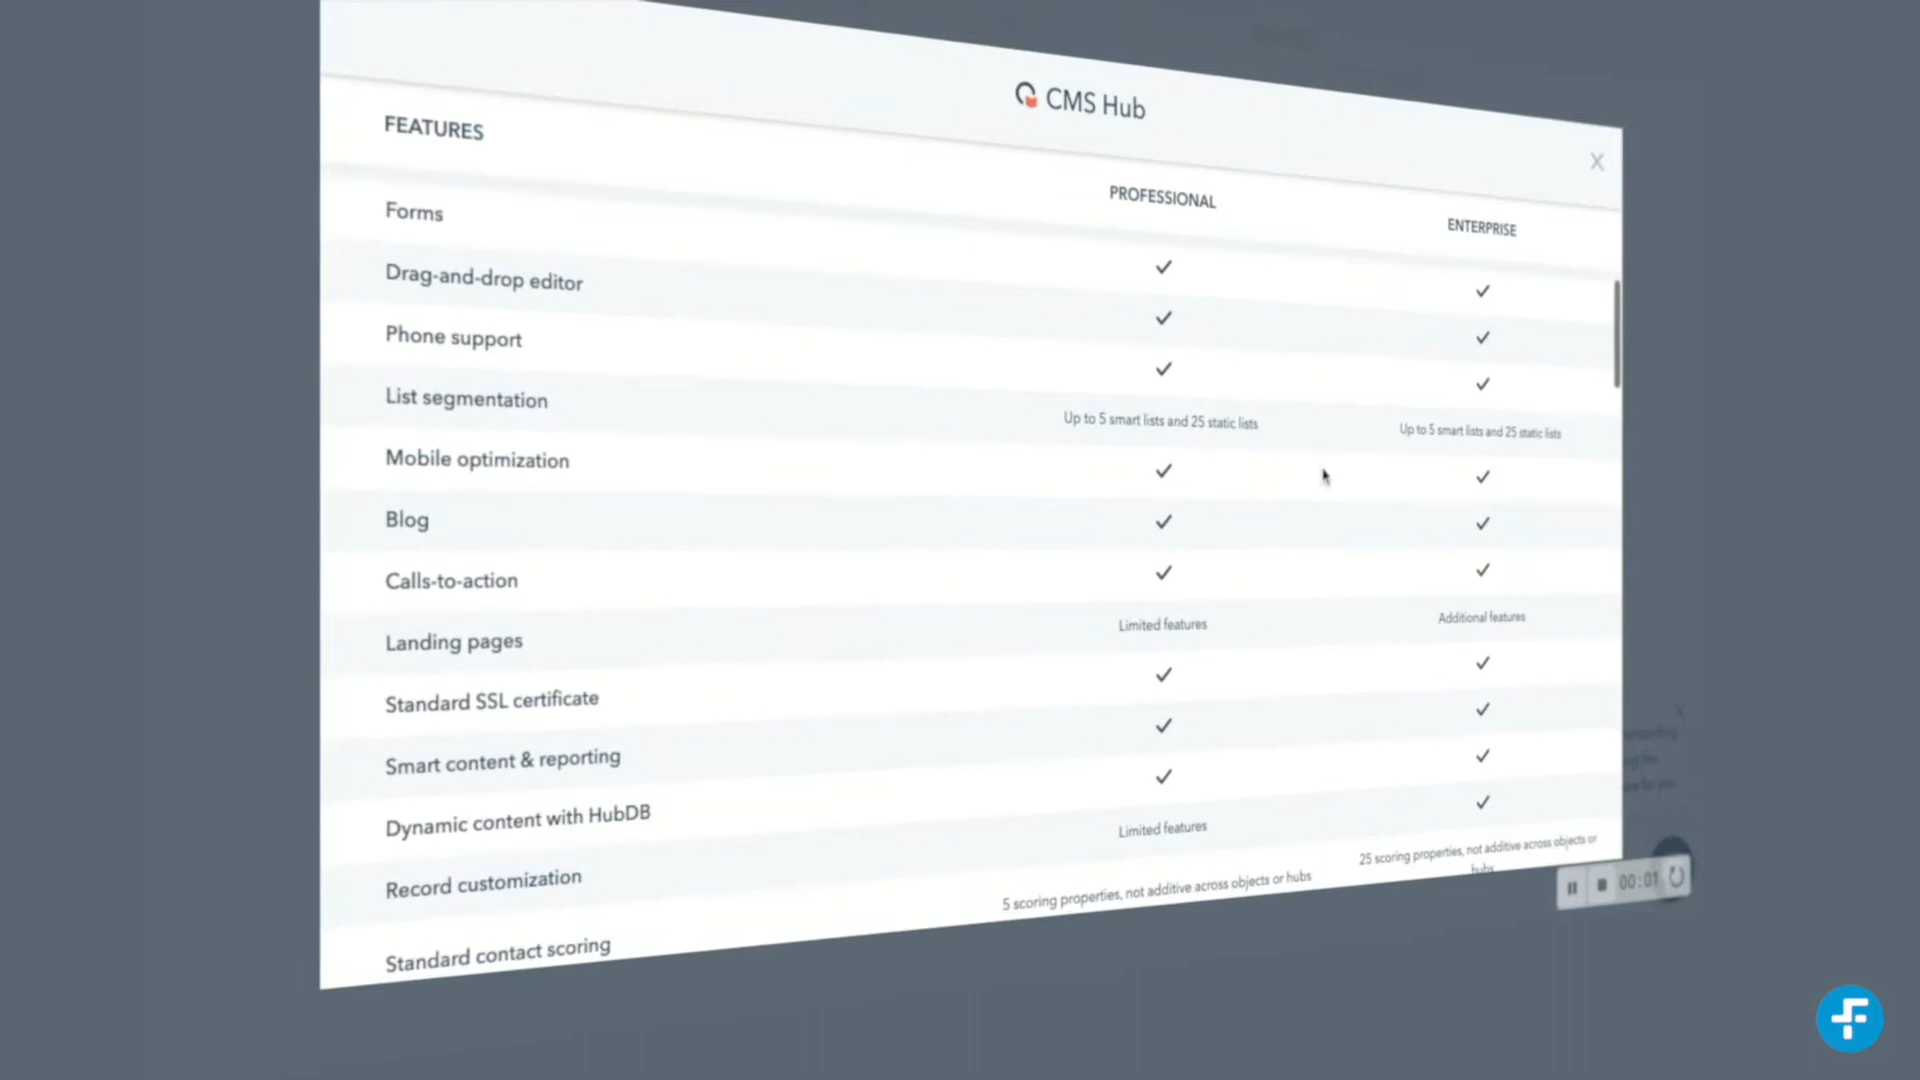 CMS Hub
X
FEATURES
PROFESSIONAL
ENTERPRISE
Forms ✓ ✓
Drag-and-drop editor ✓ ✓
Phone support ✓ ✓
List segmentation Up to 5 smart lists and 25 static lists Up to 5 smart lists and 25 static lists
Mobile optimization ✓ ✓
Blog ✓ ✓
Calls-to-action ✓ ✓
Landing pages Limited features Additional features
Standard SSL certificate ✓ ✓
Smart content & reporting ✓ ✓
Dynamic content with HubDB ✓ ✓
Record customization Limited features ✓
Standard contact scoring 5 scoring properties, not additive across objects or hubs 25 scoring properties, not additive across objects or
hubs
00:01